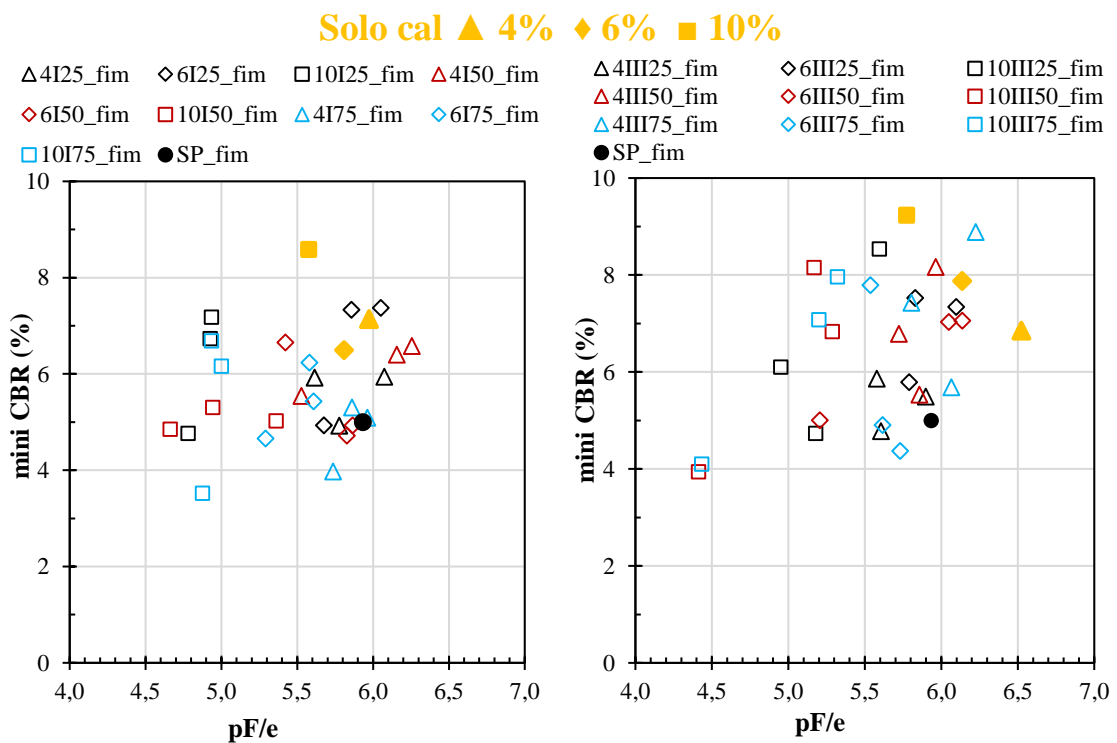 Solo cal ▲ 4% ♦ 6% ■ 10%
4I25_fim 6I25_fim 10I25_fim 4I50_fim
6I50_fim 10I50_fim 4I75_fim 6I75_fim
10I75_fim SP_fim
10
8
6
4
2
0
4,0 4,5 5,0 5,5 6,0 6,5 7,0
mini CBR (%)
pF/e
4III25_fim 6III25_fim 10III25_fim
4III50_fim 6III50_fim 10III50_fim
4III75_fim 6III75_fim 10III75_fim
SP_fim
10
8
6
4
2
0
4,0 4,5 5,0 5,5 6,0 6,5 7,0
mini CBR (%)
pF/e